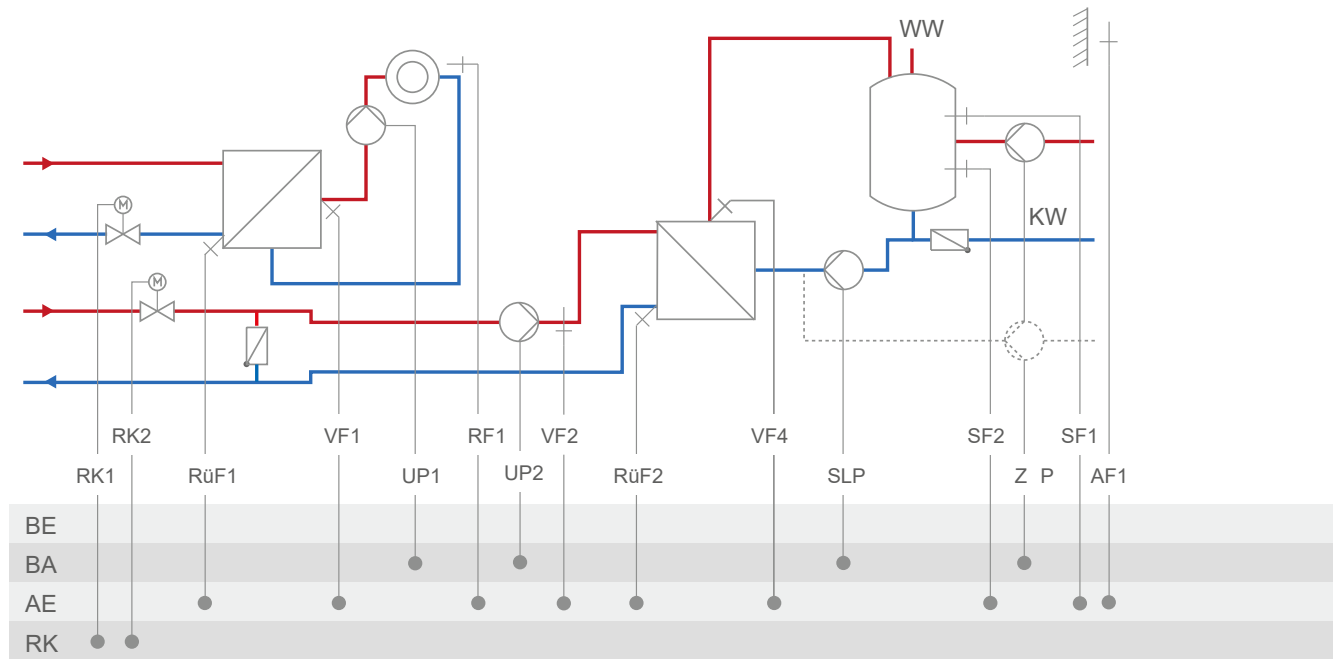 WW
M
KW
M
RK2 VF1 RF1 VF2 VF4 SF2 SF1
RK1 RüF1 UP1 UP2 RüF2 SLP Z P AF1
BE
BA
AE
RK